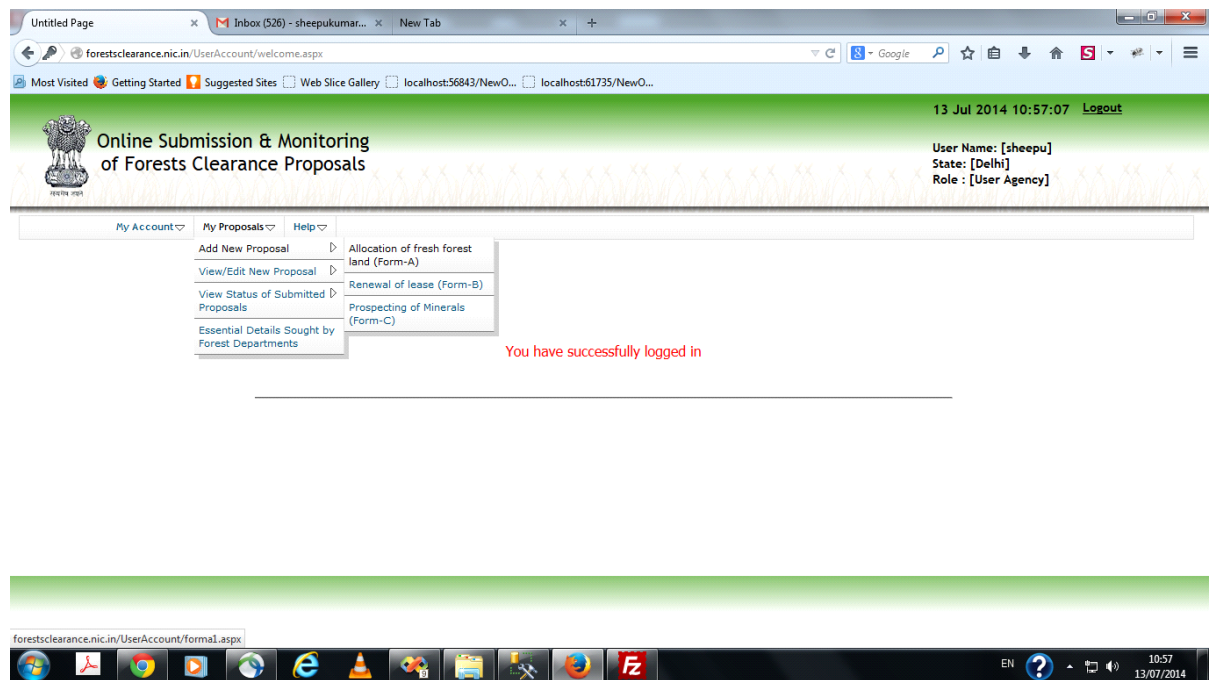 Untitled Page
Inbox (526) - sheepukumar...
New Tab
forestsclearance.nic.in/UserAccount/welcome.aspx
Google
Most Visited Getting Started Suggested Sites Web Slice Gallery localhost:56843/NewO... localhost:61735/NewO...
13 Jul 2014 10:57:07 Logout
Online Submission & Monitoring
of Forests Clearance Proposals
सत्यमेव जयते
User Name: [sheepu]
State: [Delhi]
Role : [User Agency]
My Account My Proposals Help
Add New Proposal
View/Edit New Proposal
View Status of Submitted
Proposals
Essential Details Sought by
Forest Departments
Allocation of fresh forest
land (Form-A)
Renewal of lease (Form-B)
Prospecting of Minerals
(Form-C)
You have successfully logged in
forestsclearance.nic.in/UserAccount/forma1.aspx
EN
10:57
13/07/2014